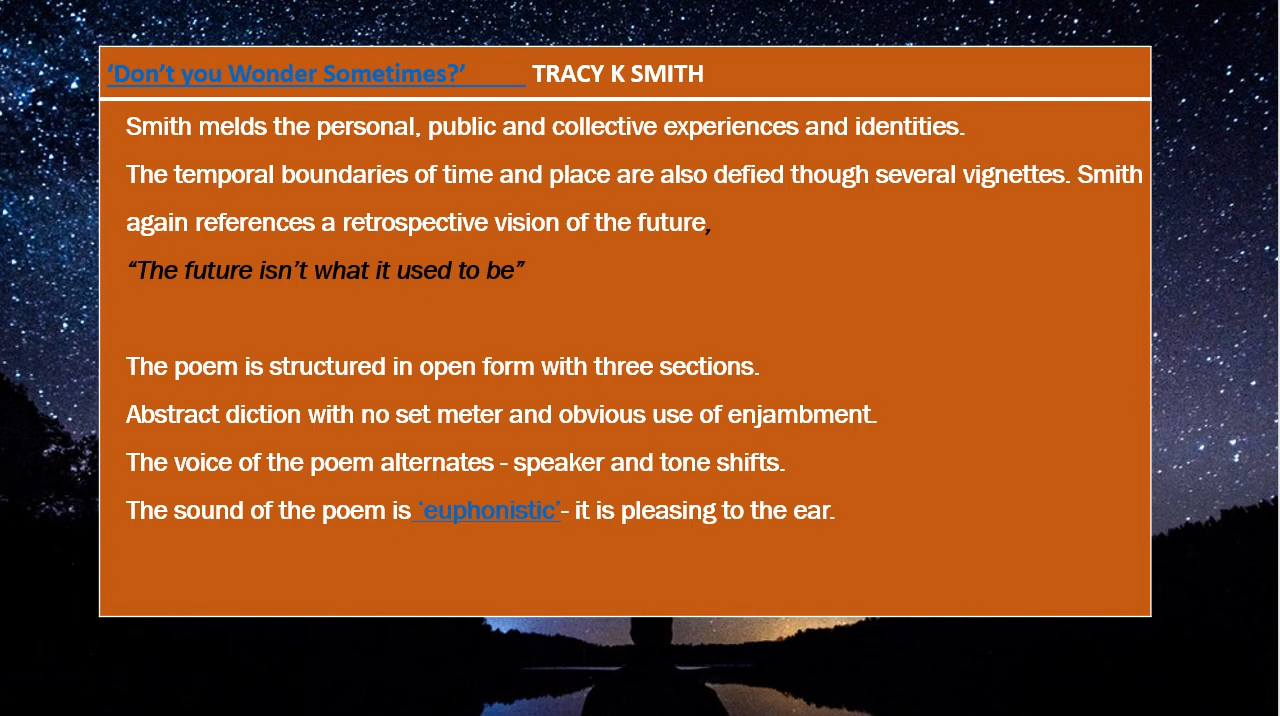 ‘Don’t you Wonder Sometimes?’ TRACY K SMITH
Smith melds the personal, public and collective experiences and identities.
The temporal boundaries of time and place are also defied though several vignettes. Smith
again references a retrospective vision of the future,
“The future isn’t what it used to be”
The poem is structured in open form with three sections.
Abstract diction with no set meter and obvious use of enjambment.
The voice of the poem alternates - speaker and tone shifts.
The sound of the poem is ‘euphonistic’- it is pleasing to the ear.